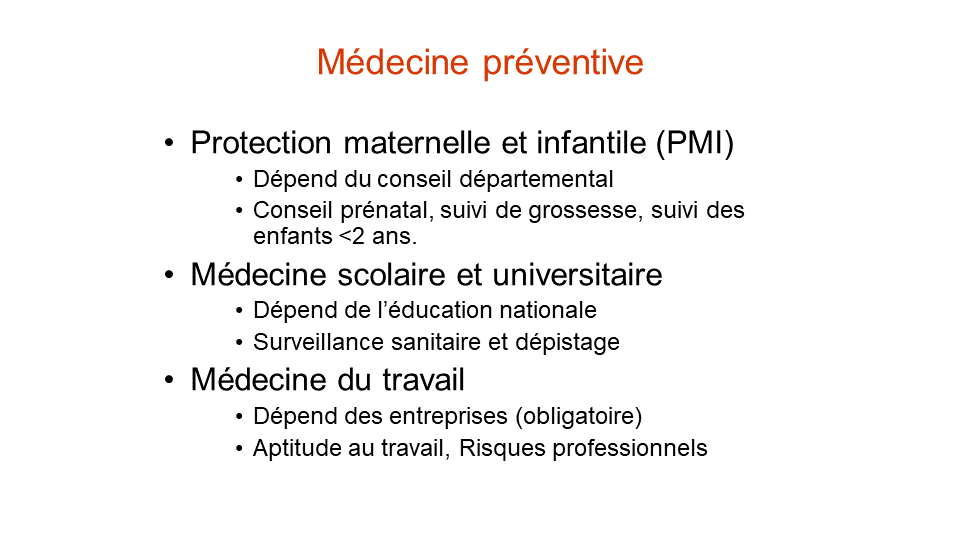 Médecine préventive
• Protection maternelle et infantile (PMI)
• Dépend du conseil départemental
• Conseil prénatal, suivi de grossesse, suivi des
enfants <2 ans.
• Médecine scolaire et universitaire
• Dépend de l’éducation nationale
• Surveillance sanitaire et dépistage
• Médecine du travail
• Dépend des entreprises (obligatoire)
• Aptitude au travail, Risques professionnels